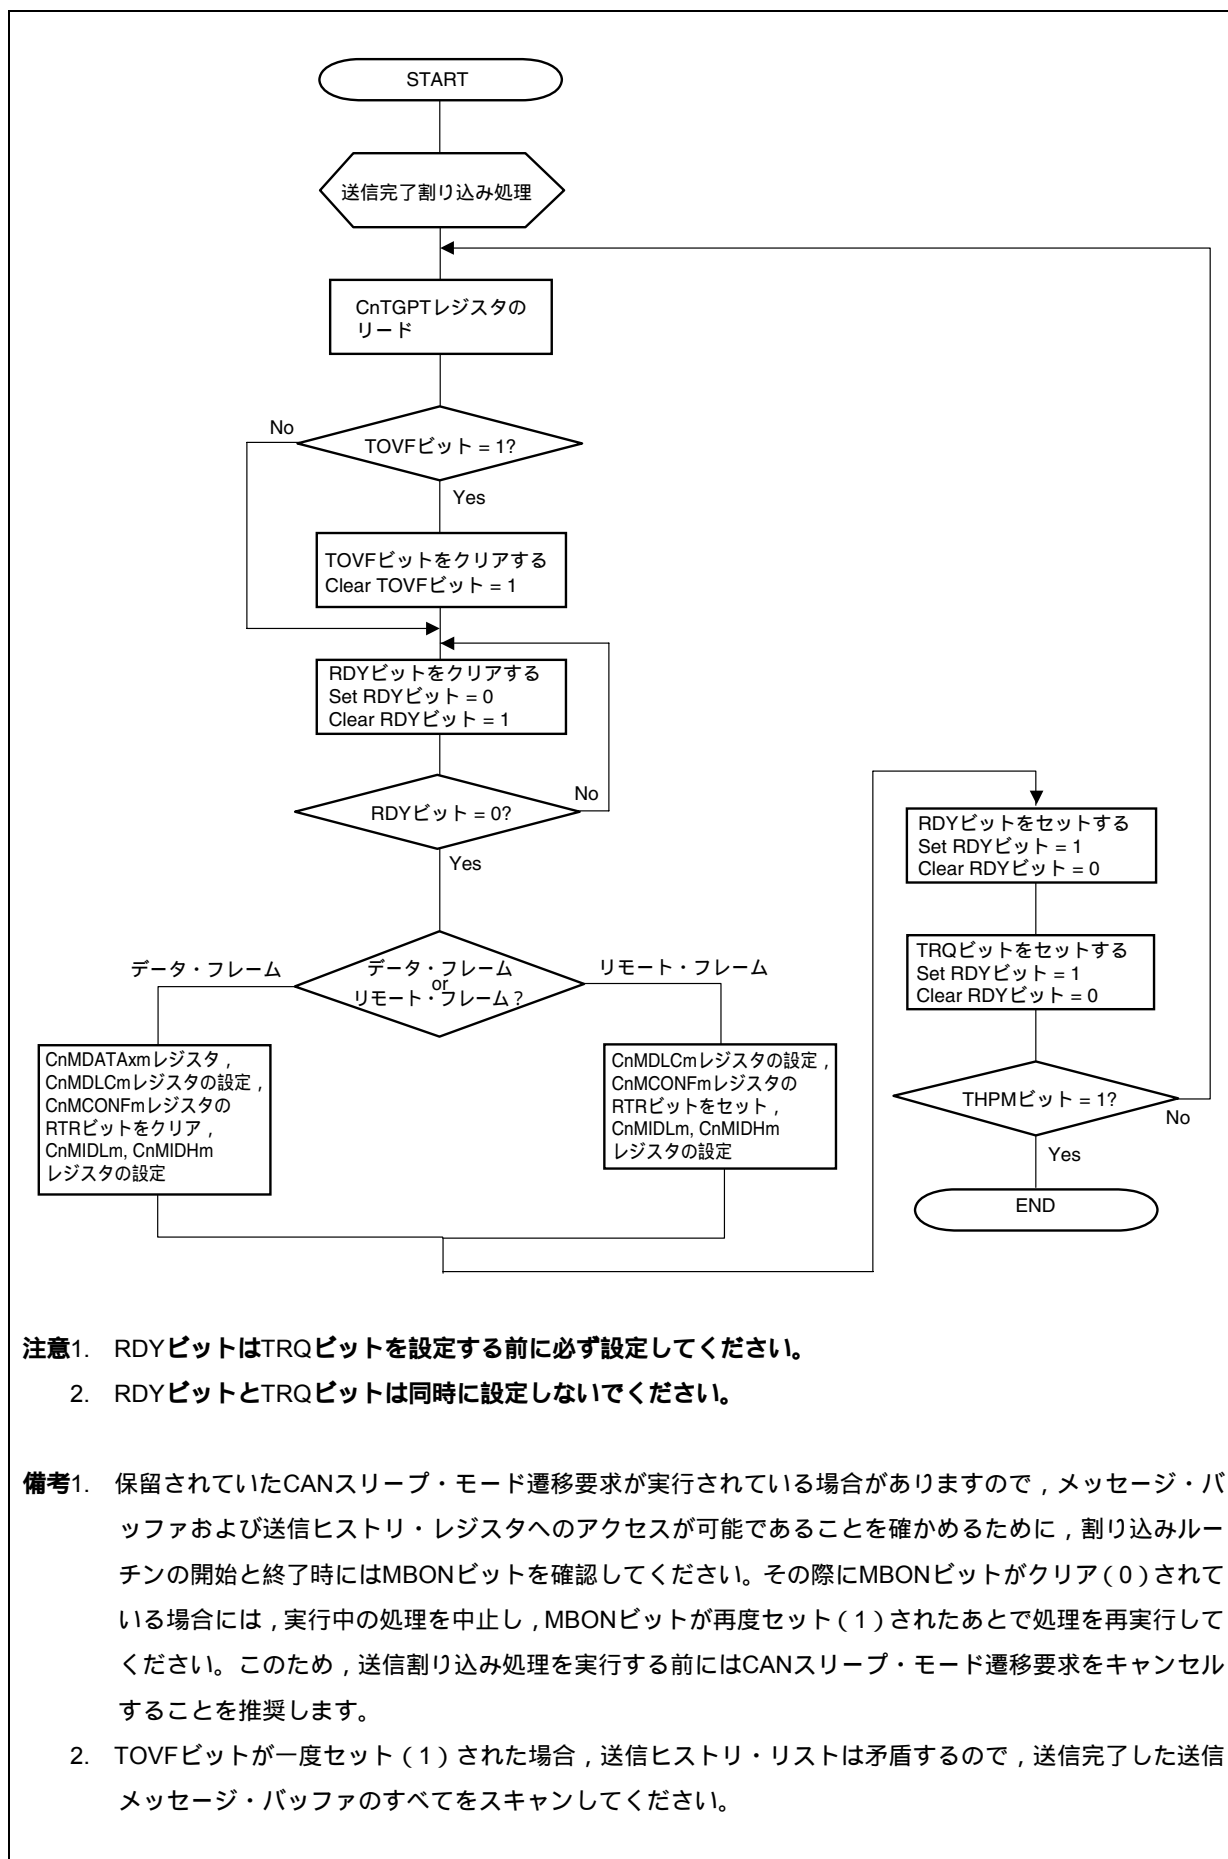 START
送信完了割り込み処理
CnTGPTレジスタの
リード
No
TOVFビット = 1?
Yes
TOVFビットをクリアする
Clear TOVFビット = 1
RDYビットをクリアする
Set RDYビット = 0
Clear RDYビット = 1
No
RDYビット = 0?
Yes
データ・フレーム
データ・フレーム
or
リモート・フレーム？
リモート・フレーム
CnMDATAxmレジスタ，
CnMDLCmレジスタの設定，
CnMCONFmレジスタの
RTRビットをクリア，
CnMIDLm, CnMIDHm
レジスタの設定
CnMDLCmレジスタの設定，
CnMCONFmレジスタの
RTRビットをセット，
CnMIDLm, CnMIDHm
レジスタの設定
RDYビットをセットする
Set RDYビット = 1
Clear RDYビット = 0
TRQビットをセットする
Set RDYビット = 1
Clear RDYビット = 0
THPMビット = 1?
No
Yes
END
注意1. RDYビットはTRQビットを設定する前に必ず設定してください。
2. RDYビットとTRQビットは同時に設定しないでください。
備考1. 保留されていたCANスリープ・モード遷移要求が実行されている場合がありますので，メッセージ・バ
ッファおよび送信ヒストリ・レジスタへのアクセスが可能であることを確かめるために，割り込みルー
チンの開始と終了時にはMBONビットを確認してください。その際にMBONビットがクリア（0）されて
いる場合には，実行中の処理を中止し，MBONビットが再度セット（1）されたあとで処理を再実行して
ください。このため，送信割り込み処理を実行する前にはCANスリープ・モード遷移要求をキャンセル
することを推奨します。
2. TOVFビットが一度セット（1）された場合，送信ヒストリ・リストは矛盾するので，送信完了した送信
メッセージ・バッファのすべてをスキャンしてください。